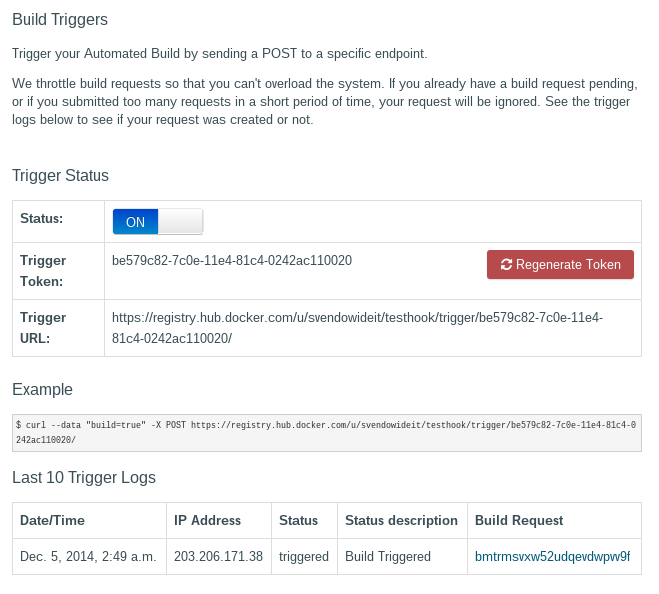 Build Triggers
Trigger your Automated Build by sending a POST to a specific endpoint.
We throttle build requests so that you can't overload the system. If you already have a build request pending,
or if you submitted too many requests in a short period of time, your request will be ignored. See the trigger
logs below to see if your request was created or not.
Trigger Status
Status: ON
Trigger Token: be579c82-7c0e-11e4-81c4-0242ac110020 Regenerate Token
Trigger URL: https://registry.hub.docker.com/u/svendowideit/testhook/trigger/be579c82-7c0e-11e4-
81c4-0242ac110020/
Example
$ curl --data "build=true" -X POST https://registry.hub.docker.com/u/svendowideit/testhook/trigger/be579c82-7c0e-11e4-81c4-0
242ac110020/
Last 10 Trigger Logs
Date/Time IP Address Status Status description Build Request
Dec. 5, 2014, 2:49 a.m. 203.206.171.38 triggered Build Triggered bmtrmsvxw52udqevdwpvv9f